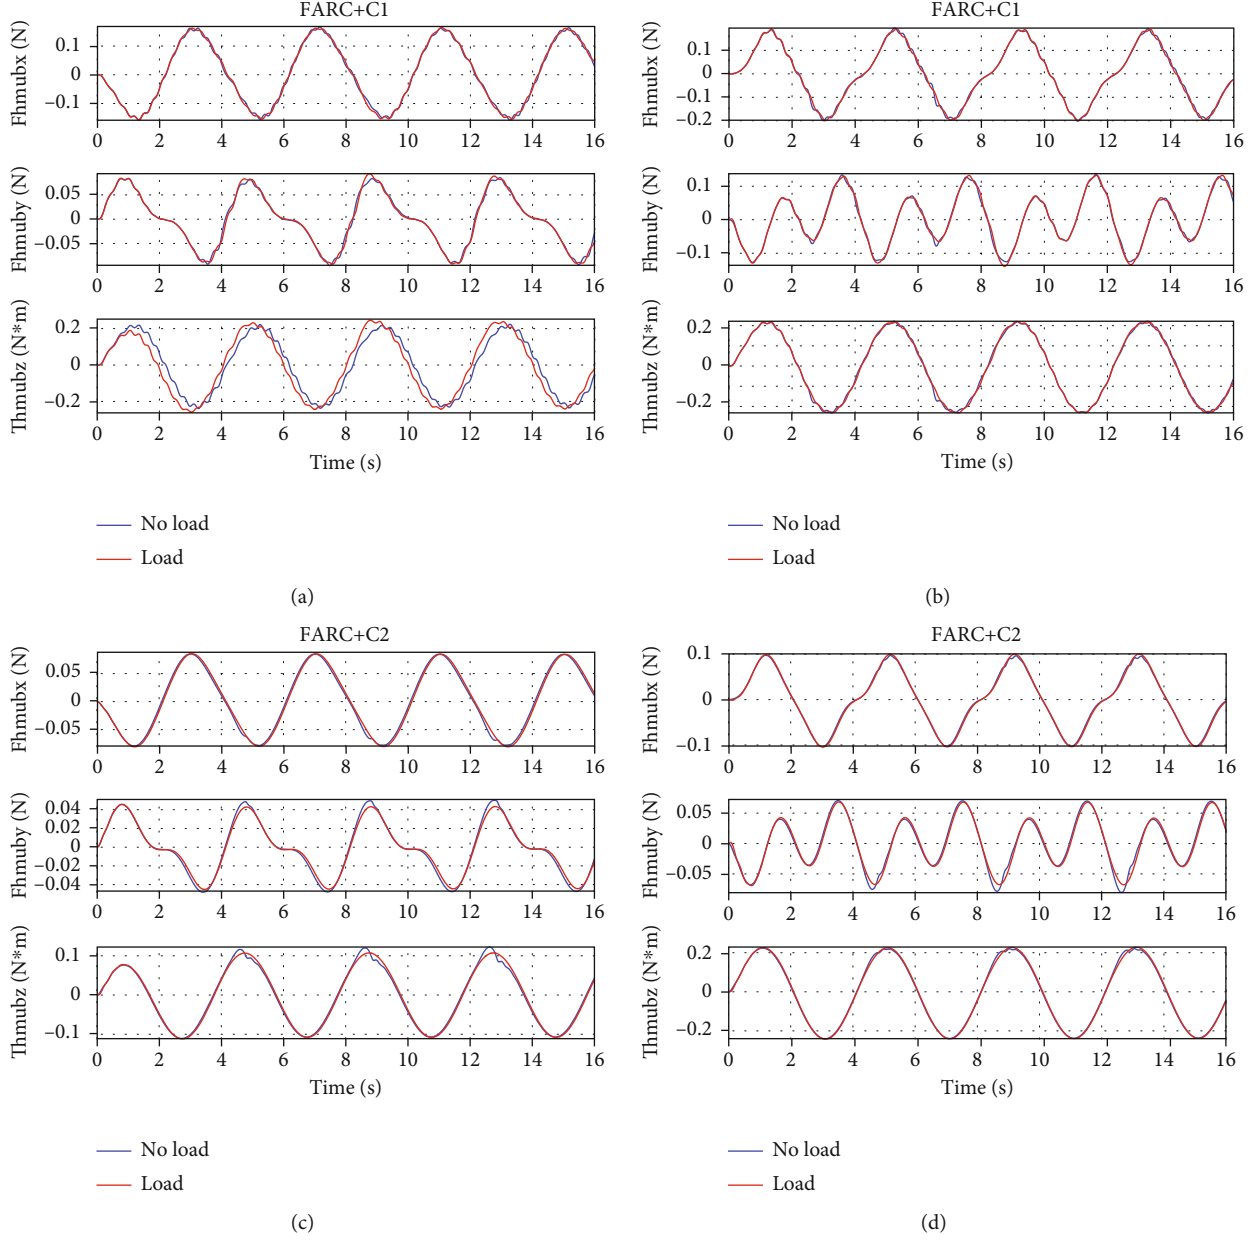 FARC+C1
Fhmubx (N)
0.1
0
−0.1
0 2 4 6 8 10 12 14 16
Fhmuby (N)
0.05
0
−0.05
0 2 4 6 8 10 12 14 16
Thmubz (N*m)
0.2
0
−0.2
0 2 4 6 8 10 12 14 16
Time (s)
No load
Load
(a)
FARC+C1
Fhmubx (N)
0.1
0
−0.1
−0.2
0 2 4 6 8 10 12 14 16
Fhmuby (N)
0.1
0
−0.1
0 2 4 6 8 10 12 14 16
Thmubz (N*m)
0.2
0
−0.2
0 2 4 6 8 10 12 14 16
Time (s)
No load
Load
(b)
FARC+C2
Fhmubx (N)
0.05
0
−0.05
0 2 4 6 8 10 12 14 16
Fhmuby (N)
0.04
0.02
0
−0.02
−0.04
0 2 4 6 8 10 12 14 16
Thmubz (N*m)
0.1
0
−0.1
0 2 4 6 8 10 12 14 16
Time (s)
No load
Load
(c)
FARC+C2
Fhmubx (N)
0.1
0
−0.1
0 2 4 6 8 10 12 14 16
Fhmuby (N)
0.05
0
−0.05
0 2 4 6 8 10 12 14 16
Thmubz (N*m)
0.2
0
−0.2
0 2 4 6 8 10 12 14 16
Time (s)
No load
Load
(d)